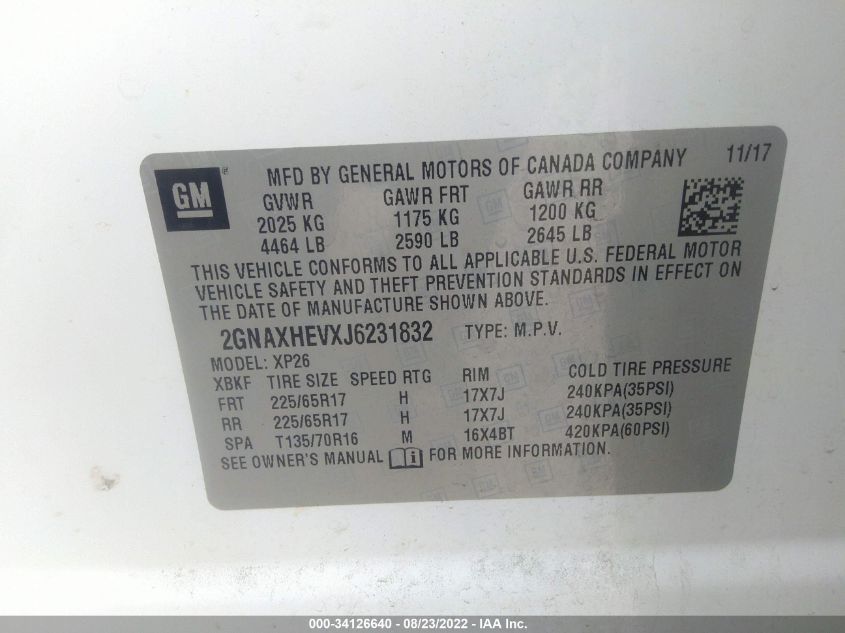 GM ® MFD BY GENERAL MOTORS OF CANADA COMPANY 11/17
GVWR GAWR FRT GAWR RR
2025 KG 1175 KG 1200 KG
4464 LB 2590 LB 2645 LB
THIS VEHICLE CONFORMS TO ALL APPLICABLE U.S. FEDERAL MOTOR
VEHICLE SAFETY AND THEFT PREVENTION STANDARDS IN EFFECT ON
THE DATE OF MANUFACTURE SHOWN ABOVE.
2GNAXHEVXJ6231832 TYPE: M.P.V.
MODEL: XP26
XBKF TIRE SIZE SPEED RTG RIM COLD TIRE PRESSURE
FRT 225/65R17 H 17X7J 240KPA(35PSI)
RR 225/65R17 H 17X7J 240KPA(35PSI)
SPA T135/70R16 M 16X4BT 420KPA(60PSI)
SEE OWNER'S MANUAL FOR MORE INFORMATION.
000-34126640 - 08/23/2022 - IAA Inc.